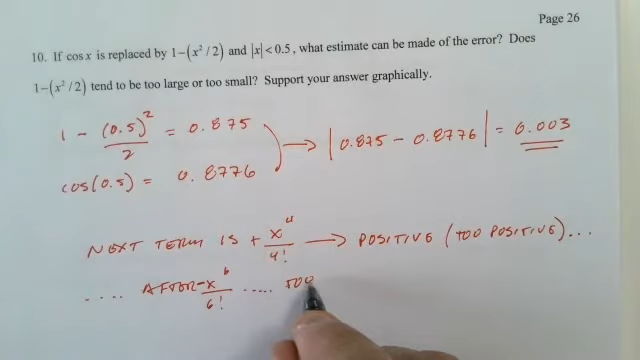 Page 26
10. If cos x is replaced by 1−(x²/2) and |x| < 0.5, what estimate can be made of the error? Does
1−(x²/2) tend to be too large or too small? Support your answer graphically.
1 − (0.5)²/2 = 0.875
cos(0.5) = 0.8776
→ |0.875 − 0.8776| = 0.003
NEXT TERM IS + x⁴/4! → POSITIVE (TOO POSITIVE)...
.... AFTER −x⁶/6! ..... TOO